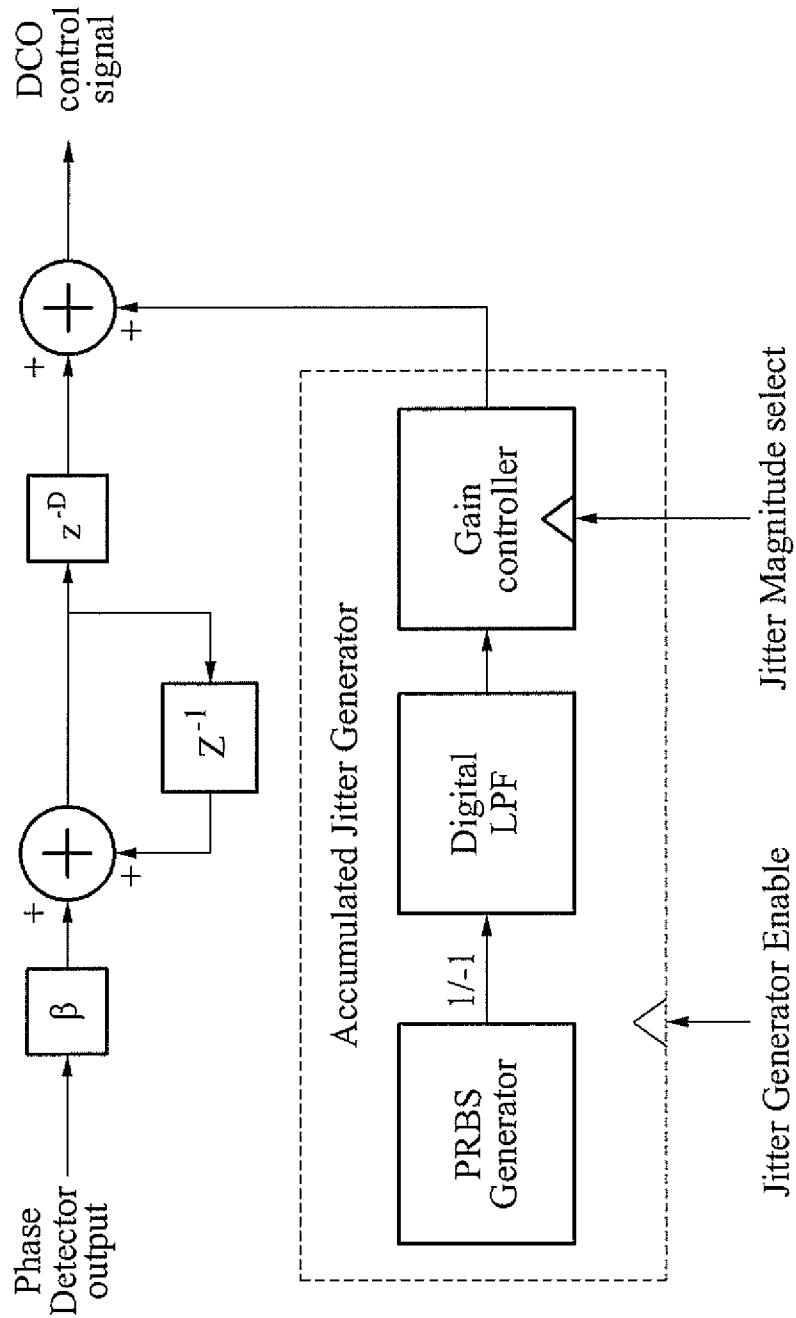 Phase
Detector
output
β
+
+
Z-1
z-D
+
+
DCO
control
signal
Accumulated Jitter Generator
PRBS
Generator
1/-1
Digital
LPF
Gain
controller
Jitter Generator Enable
Jitter Magnitude select